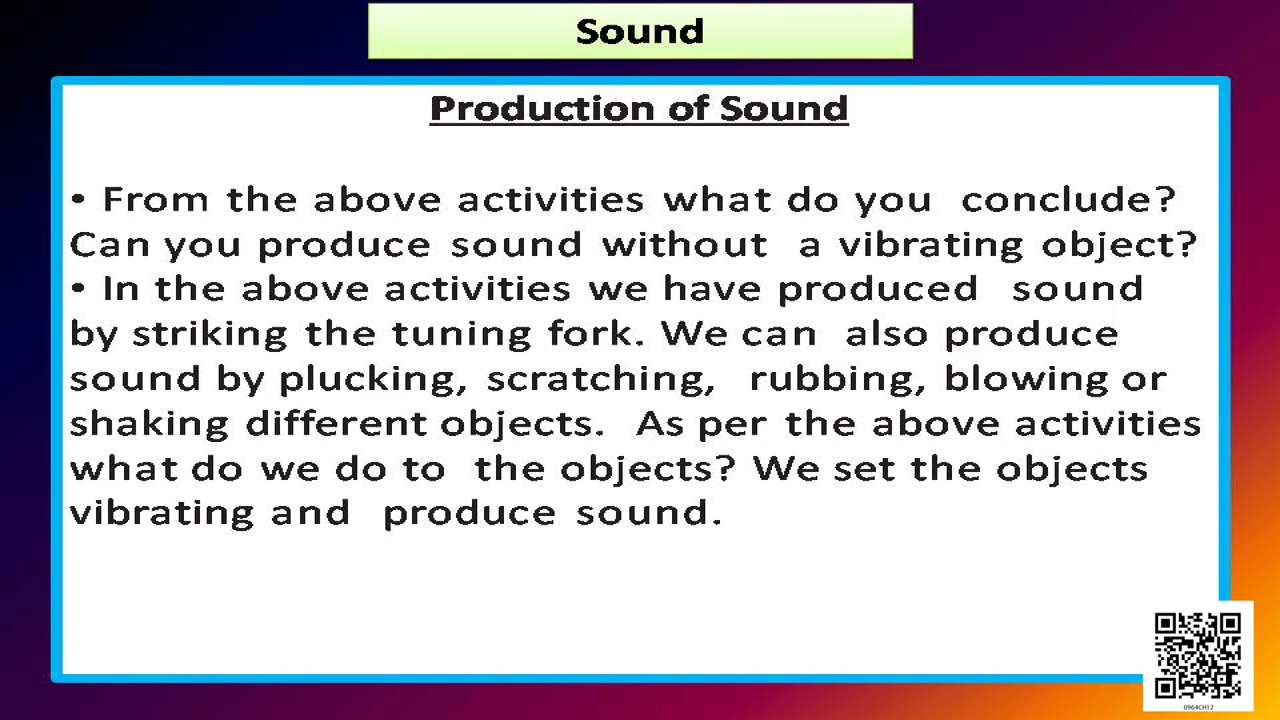 Sound
Production of Sound
• From the above activities what do you conclude?
Can you produce sound without a vibrating object?
• In the above activities we have produced sound
by striking the tuning fork. We can also produce
sound by plucking, scratching, rubbing, blowing or
shaking different objects. As per the above activities
what do we do to the objects? We set the objects
vibrating and produce sound.
0964CH12